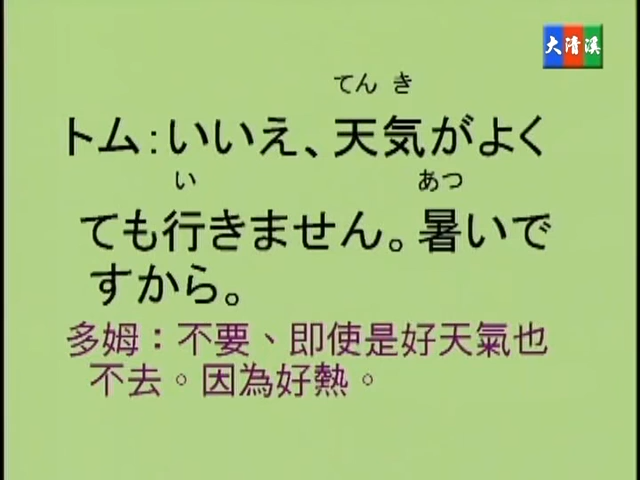 大清溪
てん き
トム:いいえ、天気がよく
い あつ
ても行きません。暑いで
すから。
多姆：不要、即使是好天氣也
不去。因為好熱。